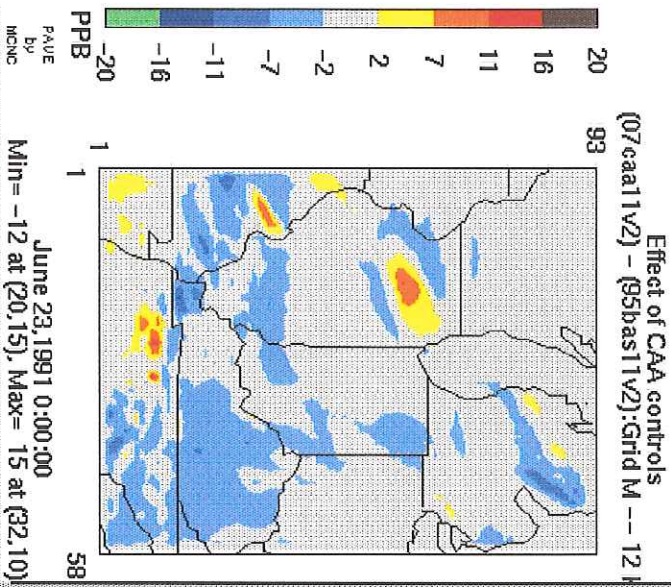 Effect of CAA controls
(07caa11v2) - (95bas11v2):Grid M -- 12
20
16
11
7
2
-2
-7
-11
-16
-20
PPB
PAVE
by
MCNC
93
1
1
58
June 23,1991 0:00:00
Min= -12 at (20,15), Max= 15 at (32,10)